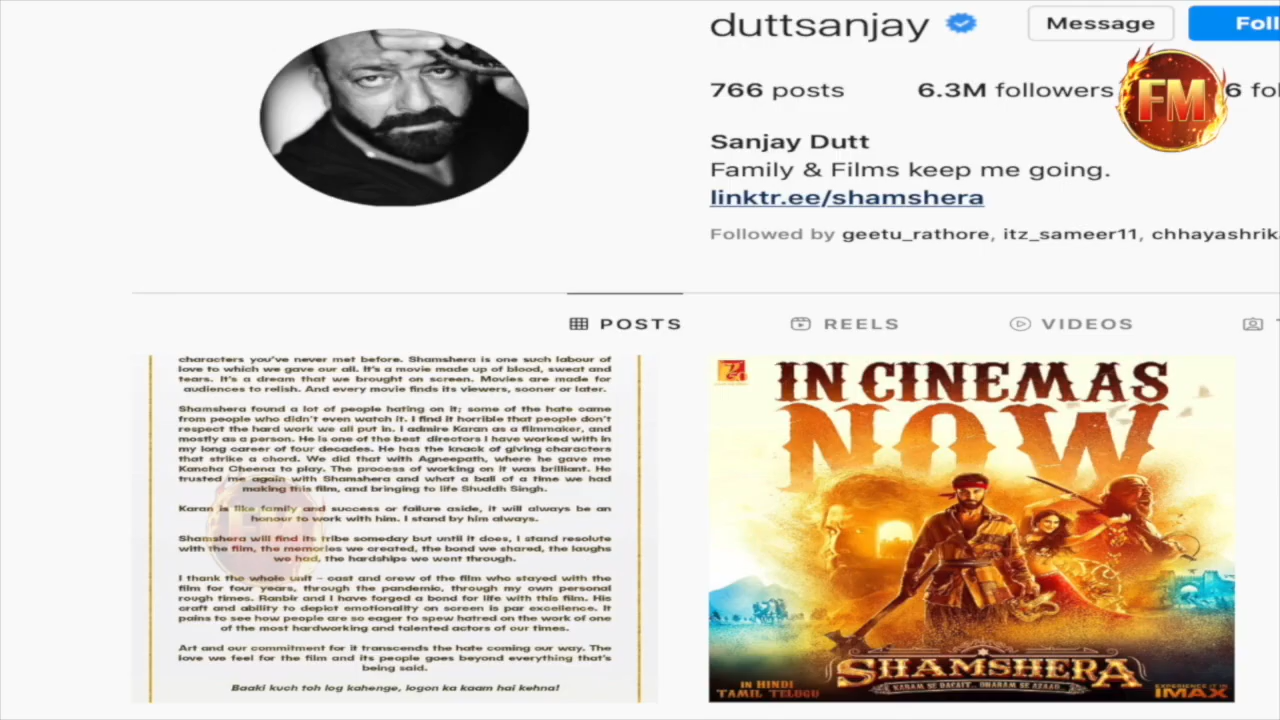 duttsanjay
Message
Foll
766 posts
6.3M followers
6 fol
FM
Sanjay Dutt
Family & Films keep me going.
linktr.ee/shamshera
Followed by geetu_rathore, itz_sameer11, chhayashrik
POSTS
REELS
VIDEOS
characters you've never met before. Shamshera is one such labour of
love to which we gave our all. It's a movie made up of blood, sweat and
tears. It's a dream that we brought on screen. Movies are made for
audiences to relish. And every movie finds its viewers, sooner or later.
Shamshera found a lot of people hating on it; some of the hate came
from people who didn't even watch it. I find it horrible that people don't
respect the hard work we all put in. I admire Karan as a filmmaker, and
mostly as a person. He is one of the best directors I have worked with in
my long career of four decades. He has the knack of giving characters
that strike a chord. We did that with Agneepath, where he gave me
Kancha Cheena to play. The process of working on it was brilliant. He
trusted me again with Shamshera and what a ball of a time we had
making this film, and bringing to life Shuddh Singh.
Karan is like family and success or failure aside, it will always be an
honour to work with him. I stand by him always.
Shamshera will find its tribe someday but until it does, I stand resolute
with the film, the memories we created, the bond we shared, the laughs
we had, the hardships we went through.
I thank the whole unit – cast and crew of the film who stayed with the
film for four years, through the pandemic, through my own personal
rough times. Ranbir and I have forged a bond for life with this film. His
craft and ability to depict emotionality on screen is par excellence. It
pains to see how people are so eager to spew hatred on the work of one
of the most hardworking and talented actors of our times.
Art and our commitment for it transcends the hate coming our way. The
love we feel for the film and its people goes beyond everything that's
being said.
Baaki kuch toh log kahenge, logon ka kaam hai kehna!
IN CINEMAS
NOW
SHAMSHERA
KARAM SE DACAIT.. DHARAM SE AZAAD..
IN HINDI
TAMIL TELUGU
EXPERIENCE IT IN
IMAX